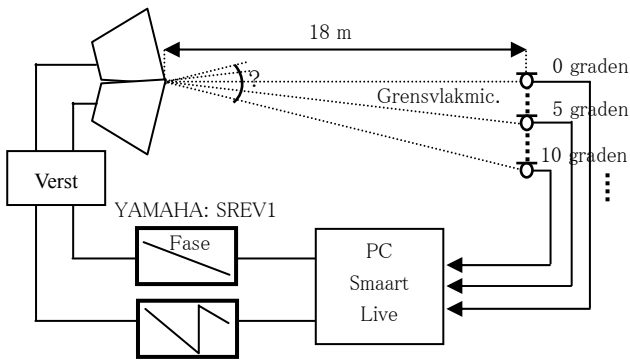 18 m
0 graden
?
Grensvlakmic.
5 graden
10 graden
Verst
YAMAHA: SREV1
Fase
PC
Smaart
Live